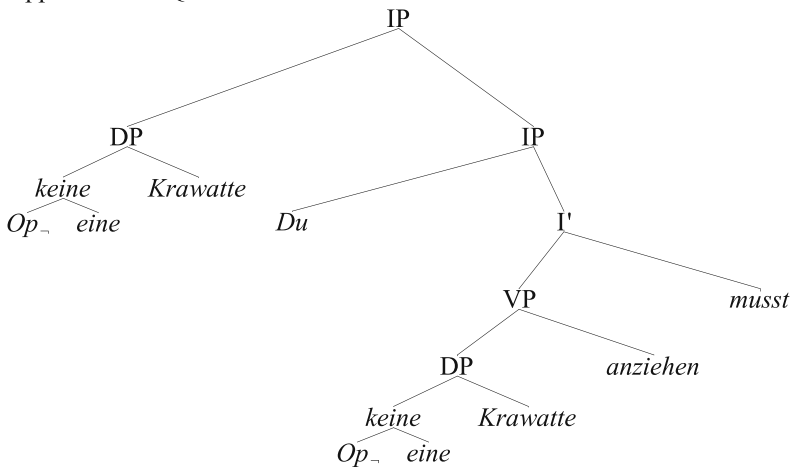 IP
DP IP
keine Krawatte
Op¬ eine Du I'
VP musst
DP anziehen
keine Krawatte
Op¬ eine